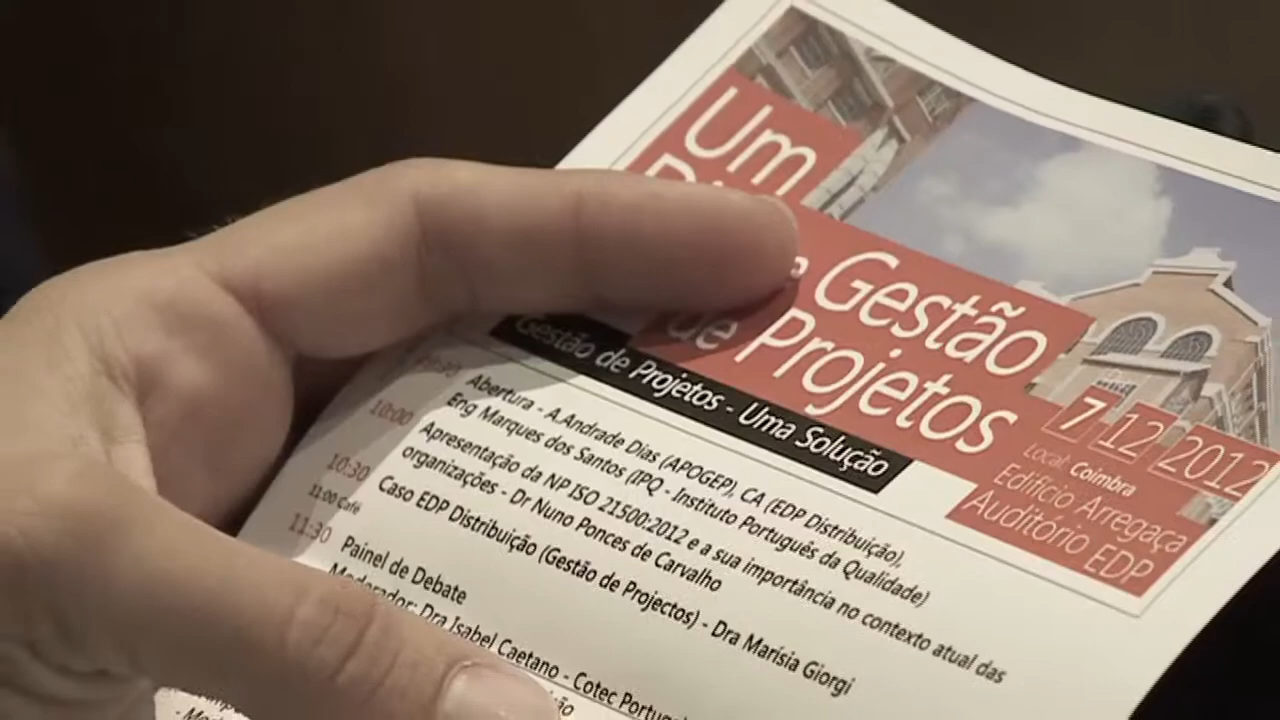 Um
Gestão
de Projetos
7 12 2012
Local: Coimbra
Edifício Arregaça
Auditório EDP
Gestão de Projetos - Uma Solução
Abertura - A.Andrade Dias (APOGEP), CA (EDP Distribuição),
Eng Marques dos Santos (IPQ - Instituto Português da Qualidade)
10:00 Apresentação da NP ISO 21500:2012 e a sua importância no contexto atual das
organizações - Dr Nuno Ponces de Carvalho
10:30 Caso EDP Distribuição (Gestão de Projectos) - Dra Marísia Giorgi
11:00 Café
11:30 Painel de Debate
Moderador: Dra Isabel Caetano - Cotec